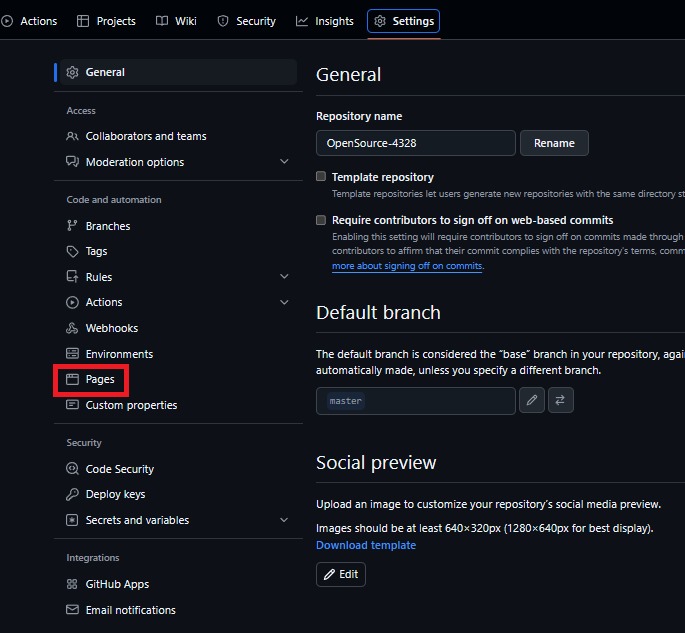 Actions Projects Wiki Security Insights Settings
General
Access
Collaborators and teams
Moderation options
Code and automation
Branches
Tags
Rules
Actions
Webhooks
Environments
Pages
Custom properties
Security
Code Security
Deploy keys
Secrets and variables
Integrations
GitHub Apps
Email notifications
General
Repository name
OpenSource-4328 Rename
Template repository
Template repositories let users generate new repositories with the same directory st
Require contributors to sign off on web-based commits
Enabling this setting will require contributors to sign off on commits made through
contributors to affirm that their commit complies with the repository's terms, comm
more about signing off on commits.
Default branch
The default branch is considered the “base” branch in your repository, agai
automatically made, unless you specify a different branch.
master
Social preview
Upload an image to customize your repository's social media preview.
Images should be at least 640×320px (1280×640px for best display).
Download template
Edit